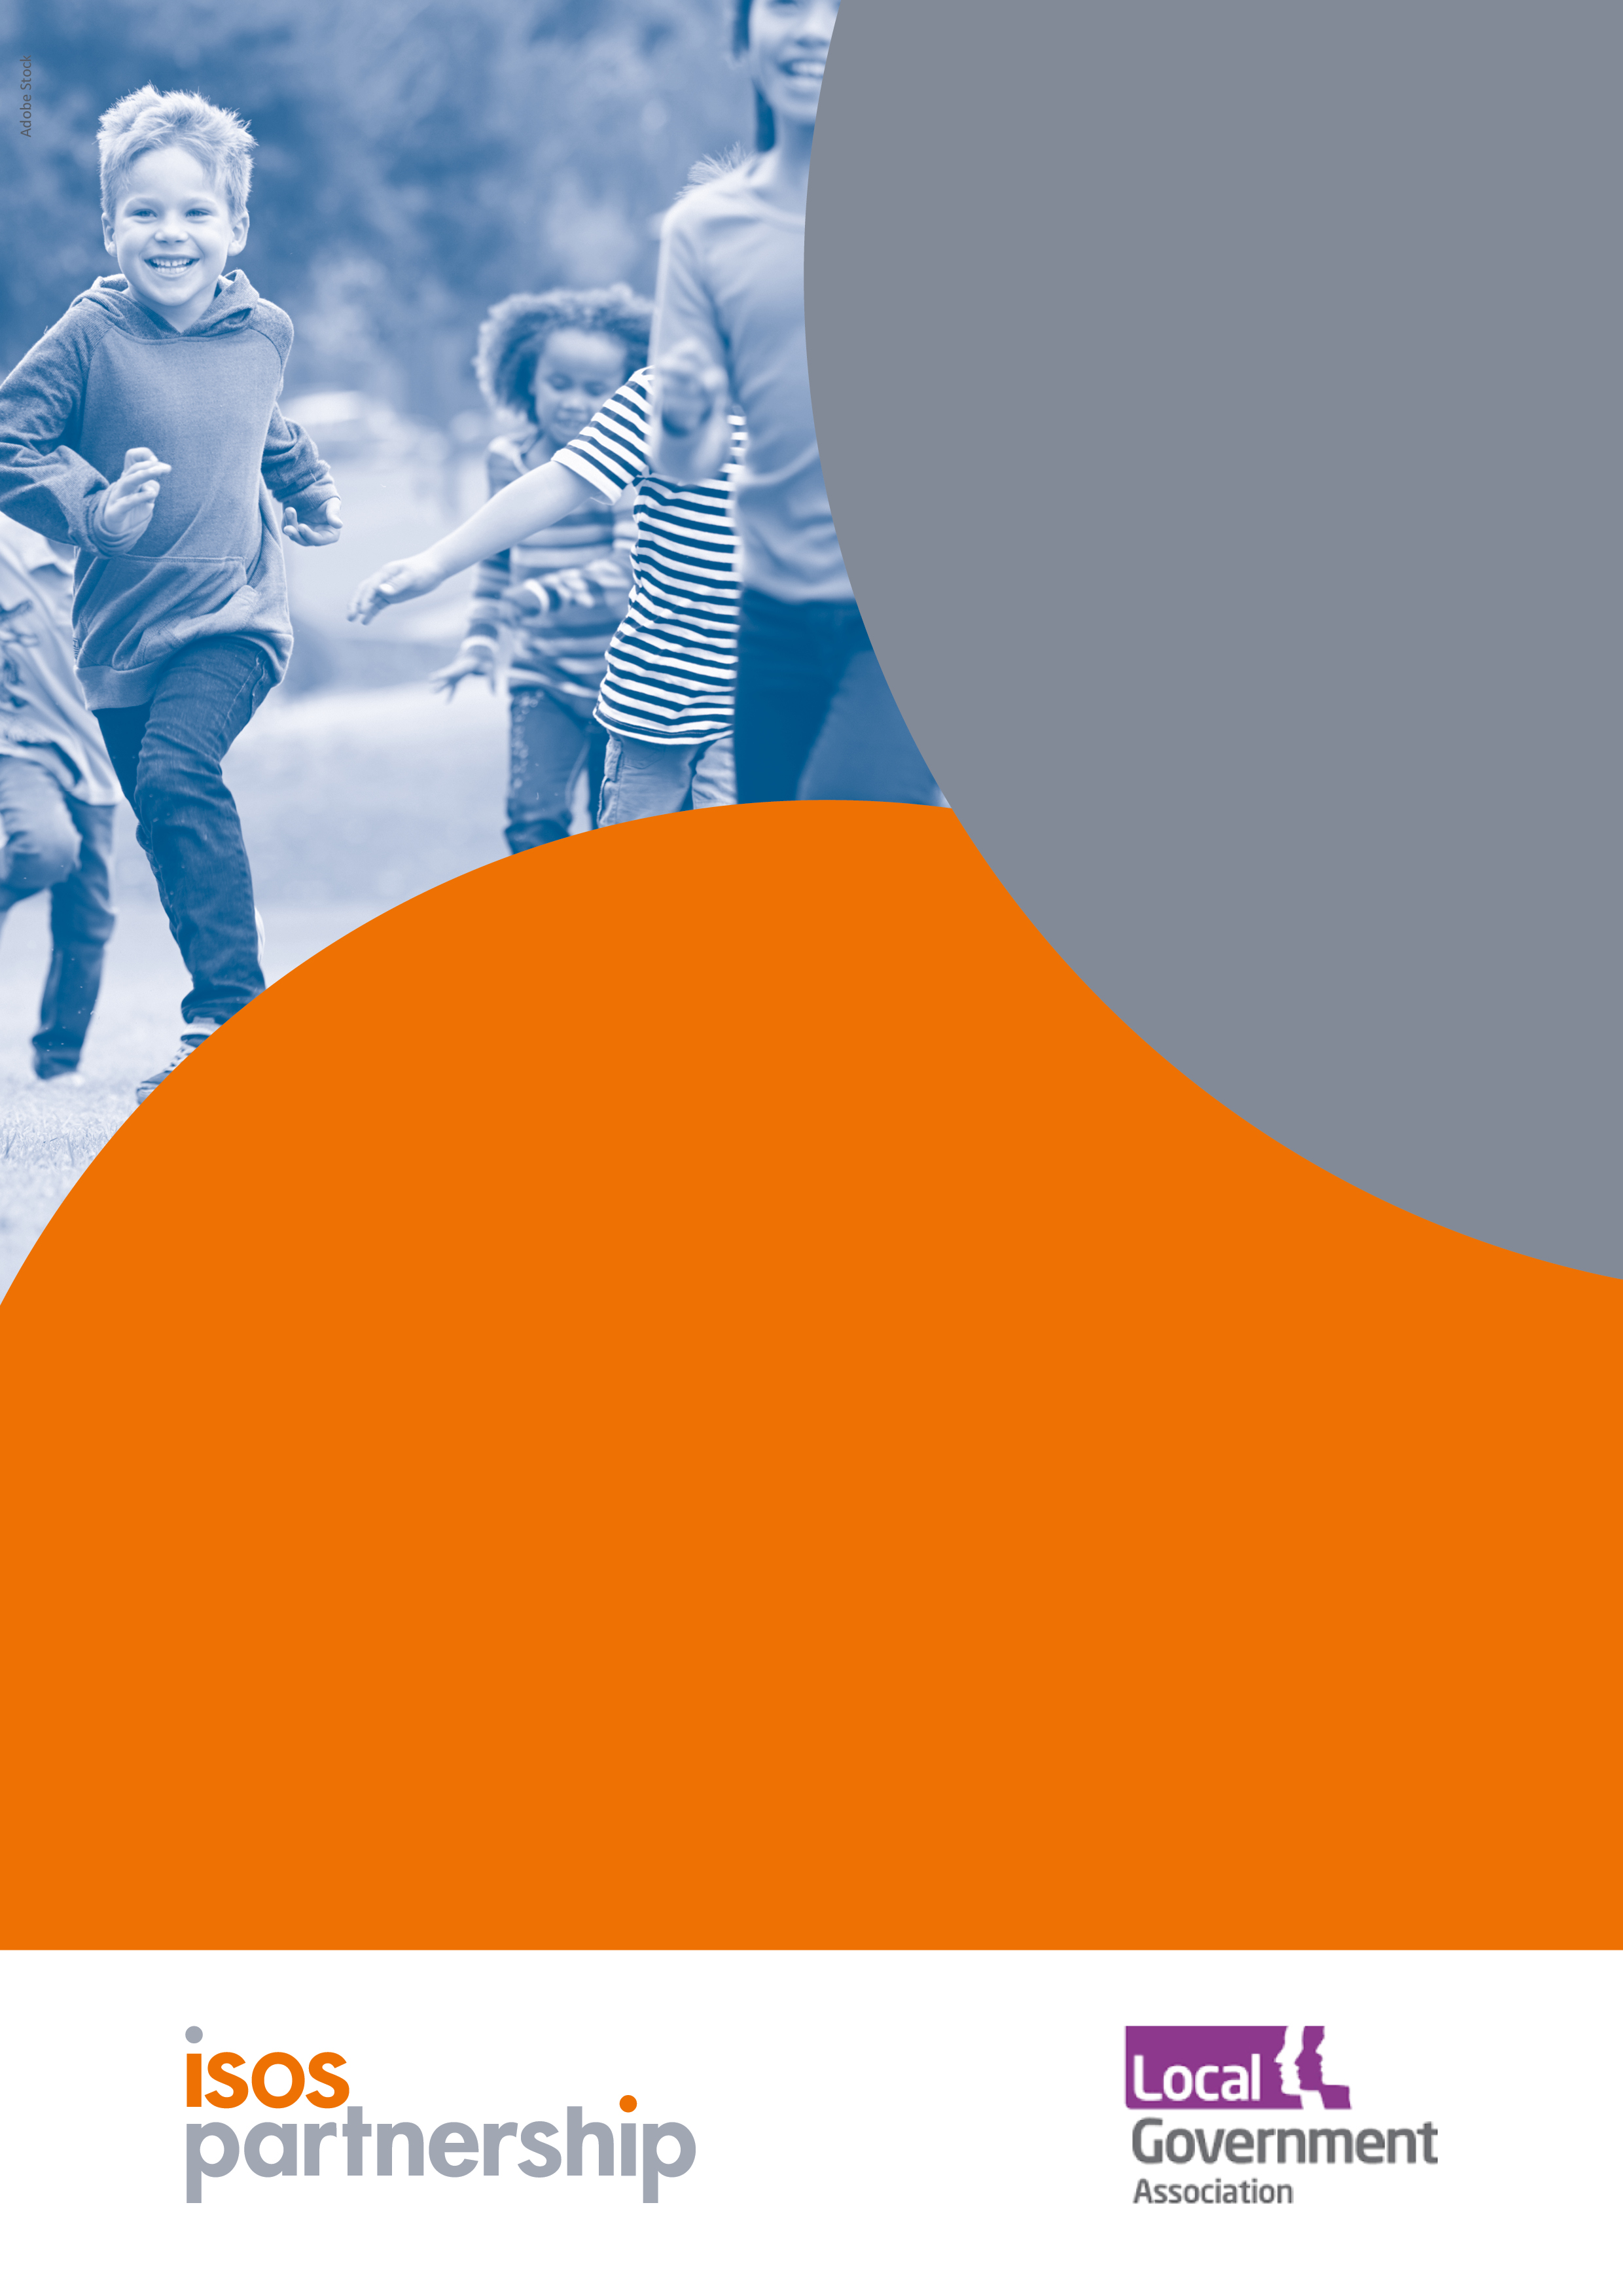 Adobe Stock
isos
partnership
Local
Government
Association